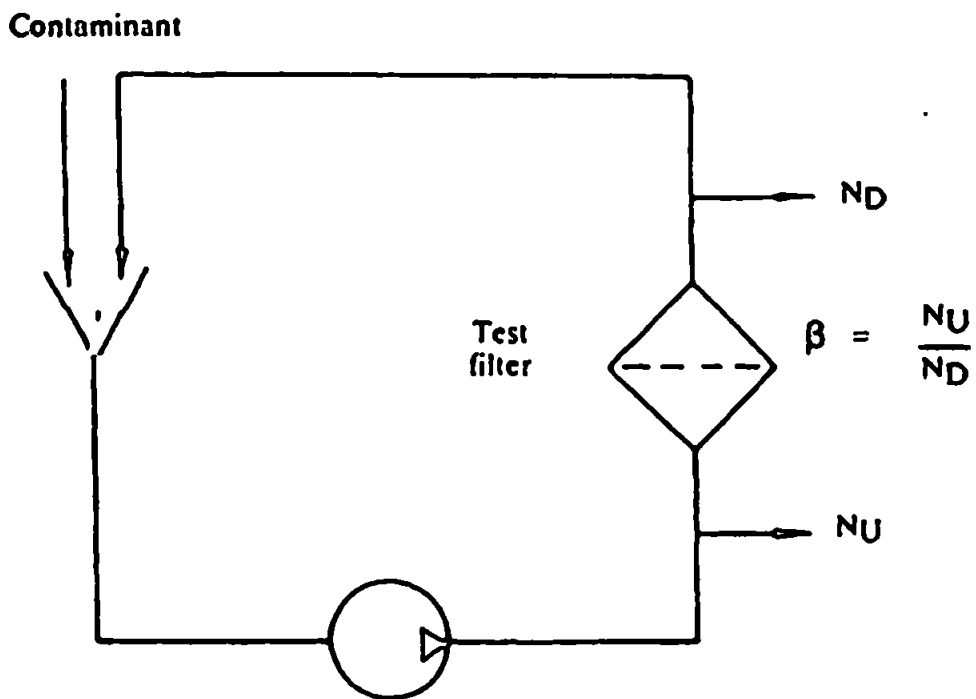 Contaminant
ND
Test
filter
β = NU
ND
NU